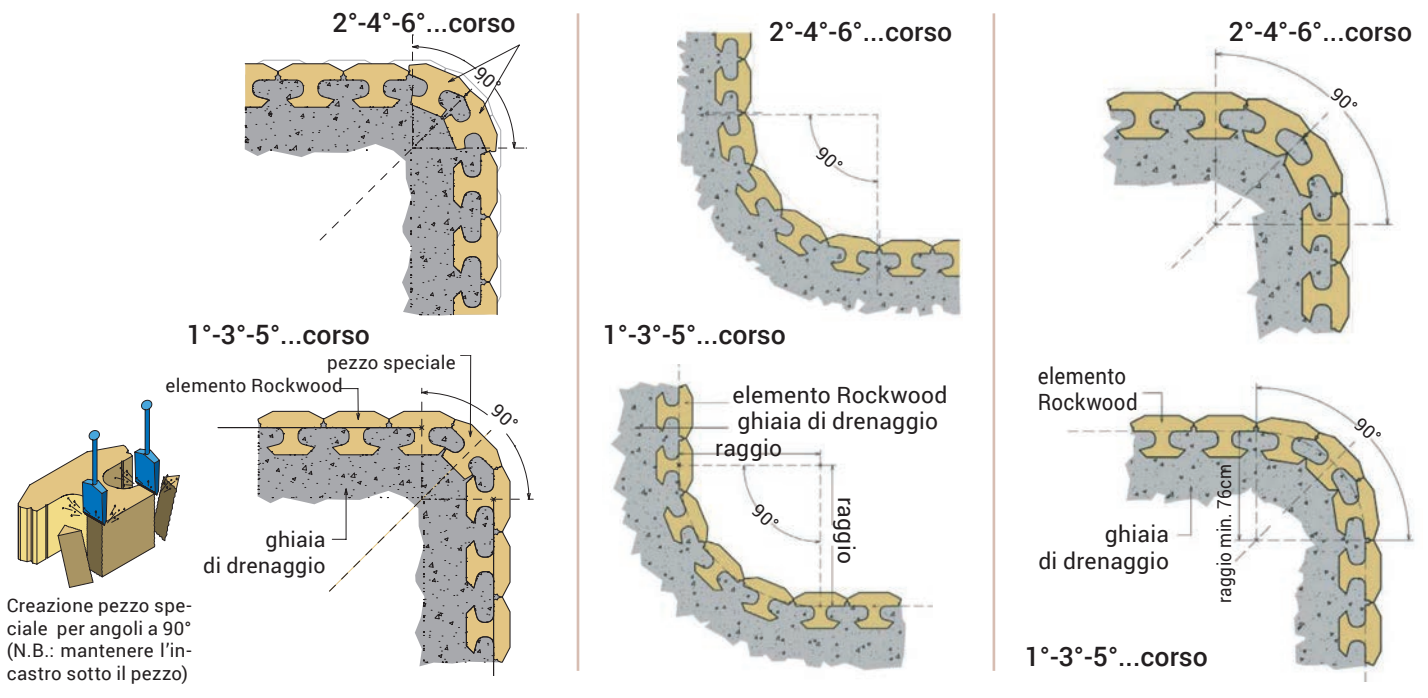 2°-4°-6°...corso
90°
1°-3°-5°...corso
pezzo speciale
elemento Rockwood
90°
ghiaia
di drenaggio
Creazione pezzo spe-
ciale per angoli a 90°
(N.B.: mantenere l'in-
castro sotto il pezzo)
2°-4°-6°...corso
90°
1°-3°-5°...corso
elemento Rockwood
ghiaia di drenaggio
raggio
90°
raggio
2°-4°-6°...corso
90°
elemento
Rockwood
90°
raggio min. 76cm
ghiaia
di drenaggio
1°-3°-5°...corso